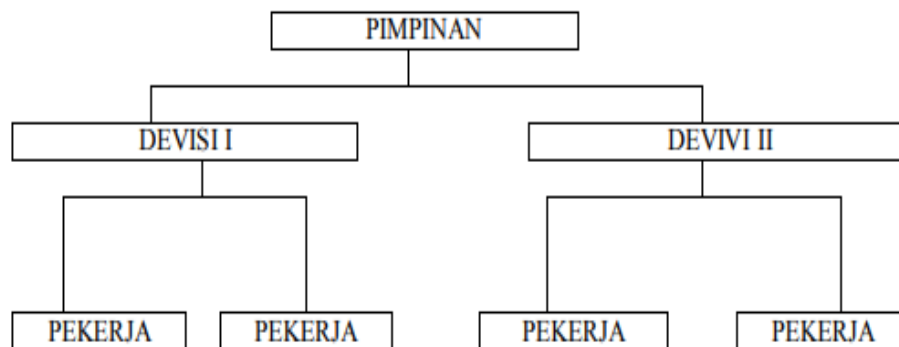 PIMPINAN
DEVISI I
DEVIVI II
PEKERJA
PEKERJA
PEKERJA
PEKERJA